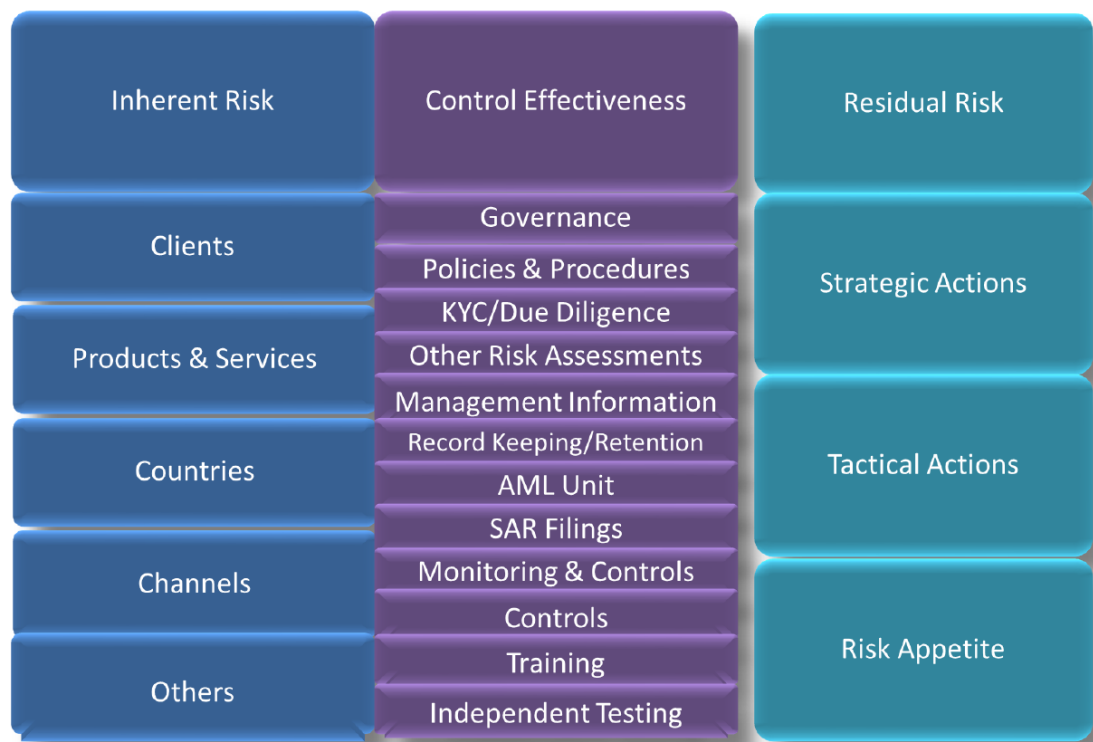 Inherent Risk
Clients
Products & Services
Countries
Channels
Others
Control Effectiveness
Governance
Policies & Procedures
KYC/Due Diligence
Other Risk Assessments
Management Information
Record Keeping/Retention
AML Unit
SAR Filings
Monitoring & Controls
Controls
Training
Independent Testing
Residual Risk
Strategic Actions
Tactical Actions
Risk Appetite